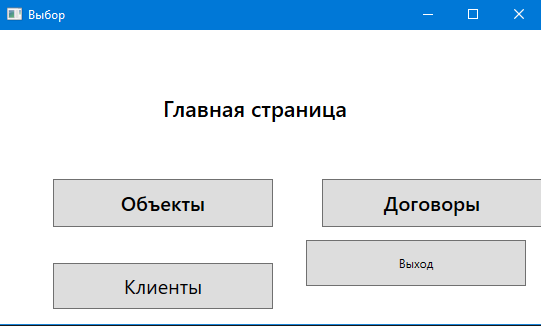 Выбор
Главная страница
Объекты
Договоры
Выход
Клиенты